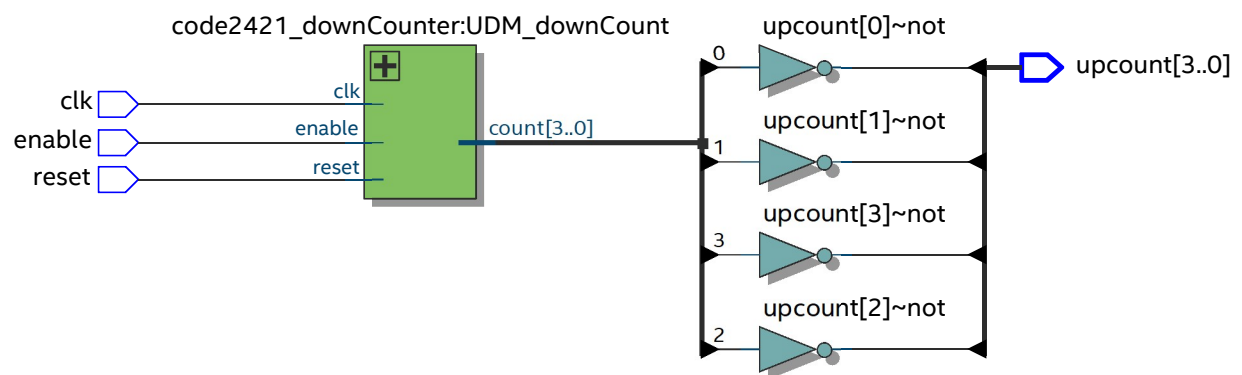 code2421_downCounter:UDM_downCount
clk
enable
reset
clk
enable
reset
count[3..0]
0
upcount[0]~not
1
upcount[1]~not
3
upcount[3]~not
2
upcount[2]~not
upcount[3..0]